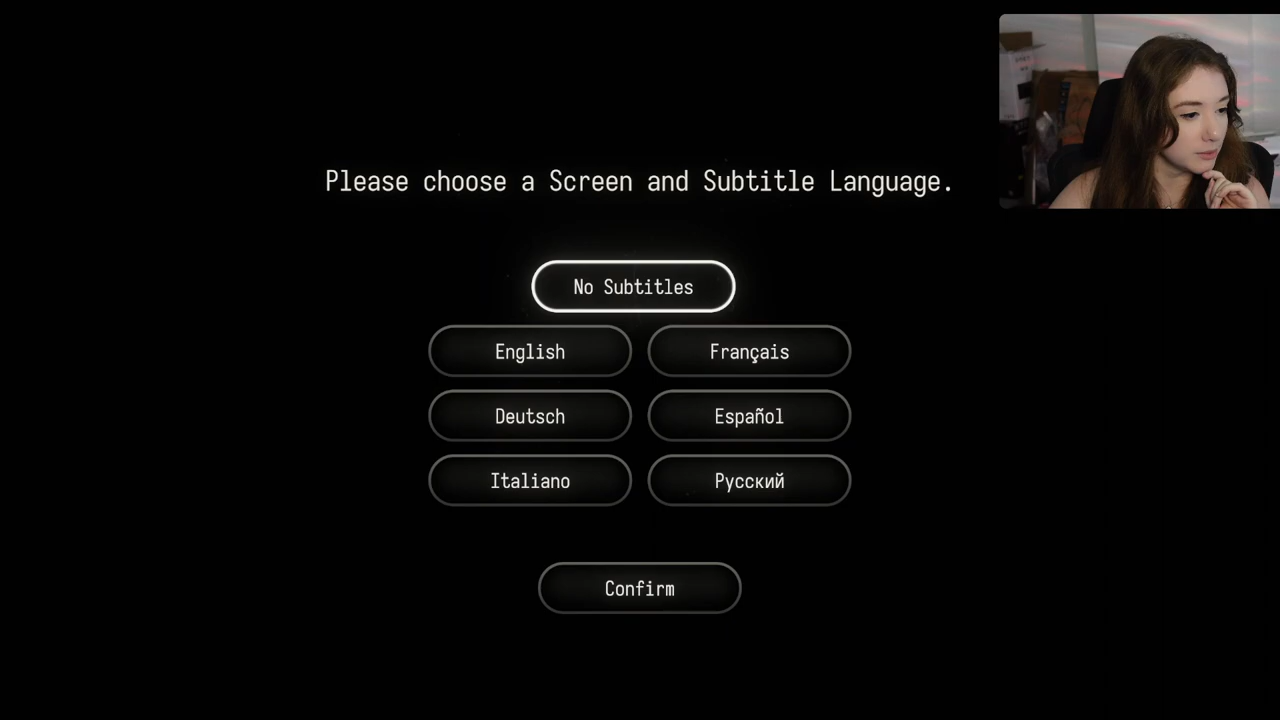 Please choose a Screen and Subtitle Language.
No Subtitles
English
Français
Deutsch
Español
Italiano
Русский
Confirm